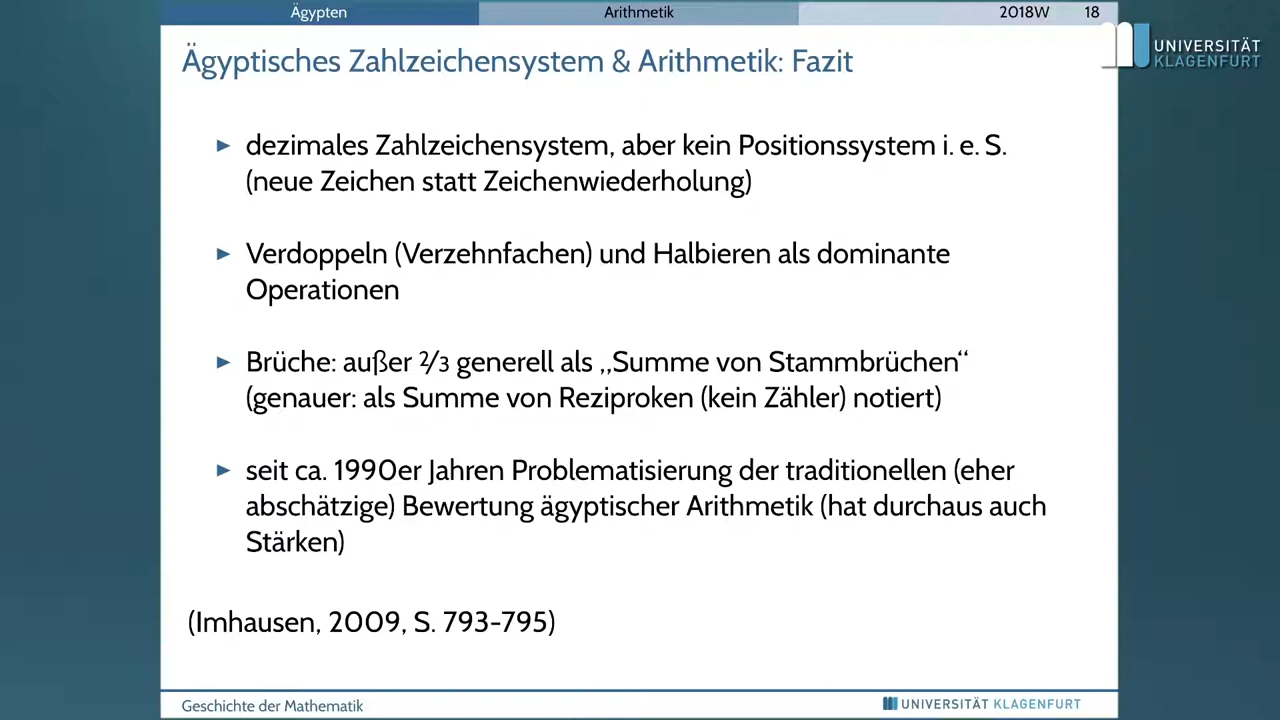 Ägypten Arithmetik 2018W 18
UNIVERSITÄT
KLAGENFURT
Ägyptisches Zahlzeichensystem & Arithmetik: Fazit
▶ dezimales Zahlzeichensystem, aber kein Positionssystem i. e. S.
(neue Zeichen statt Zeichenwiederholung)
▶ Verdoppeln (Verzehnfachen) und Halbieren als dominante
Operationen
▶ Brüche: außer 2/3 generell als „Summe von Stammbrüchen“
(genauer: als Summe von Reziproken (kein Zähler) notiert)
▶ seit ca. 1990er Jahren Problematisierung der traditionellen (eher
abschätzige) Bewertung ägyptischer Arithmetik (hat durchaus auch
Stärken)
(Imhausen, 2009, S. 793-795)
Geschichte der Mathematik UNIVERSITÄT KLAGENFURT